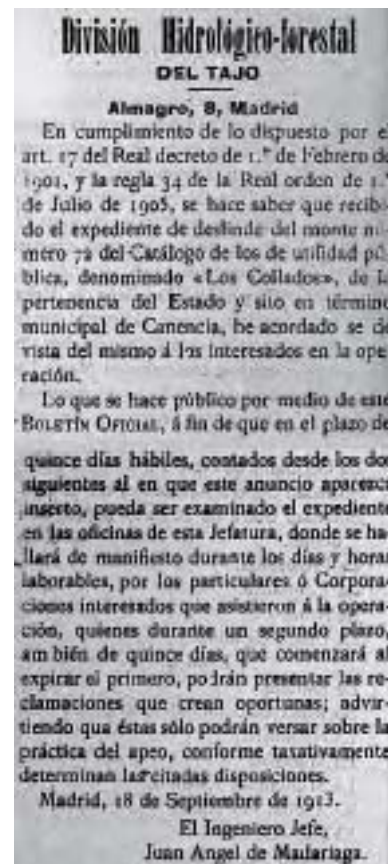 División Hidrológico-forestal
DEL TAJO
Almagro, 8, Madrid
En cumplimiento de lo dispuesto por e
art. 17 del Real decreto de 1.º de Febrero de
1901, y la regla 34 de la Real orden de 1.º
de Julio de 1905, se hace saber que recibi-
do el expediente de deslinde del monte nú-
mero 72 del Catálogo de los de utilidad pú-
blica, denominado «Los Collados», de la
pertenencia del Estado y sito en término
municipal de Canencia, he acordado se dé
vista del mismo á los interesados en la ope
ración.
Lo que se hace público por medio de este
BOLETÍN OFICIAL, á fin de que en el plazo de
quince días hábiles, contados desde los dos
siguientes al en que este anuncio aparezca
inserto, pueda ser examinado el expediente
en las oficinas de esta Jefatura, donde se ha-
llará de manifiesto durante los días y horas
laborables, por los particulares ó Corpora-
ciones interesados que asistieron á la opera-
ción, quienes durante un segundo plazo,
am bién de quince días, que comenzará al
expirar el primero, podrán presentar las re-
clamaciones que crean oportunas; advir-
tiendo que éstas sólo podrán versar sobre la
práctica del apeo, conforme taxativamente
determinan las citadas disposiciones.
Madrid, 18 de Septiembre de 1913.
El Ingeniero Jefe,
Juan Angel de Madariaga.